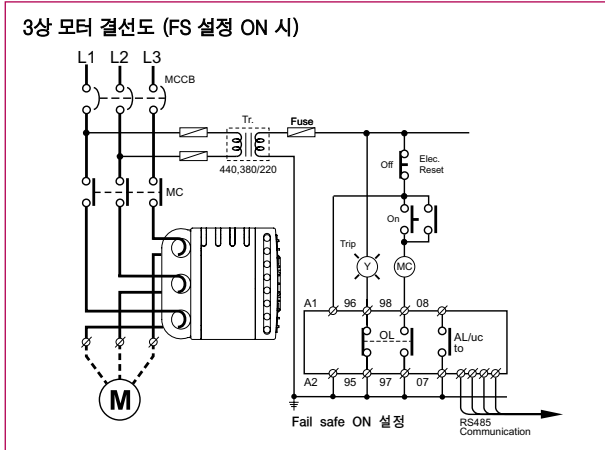 3상 모터 결선도 (FS 설정 ON 시)
L1 L2 L3
MCCB
Tr.
Fuse
440,380/220
Off
Elec.
Reset
MC
On
Trip
Y
MC
A1 96 98 08
OL
AL/uc
to
A2 95 97 07
Fail safe ON 설정
RS485
Communication
M